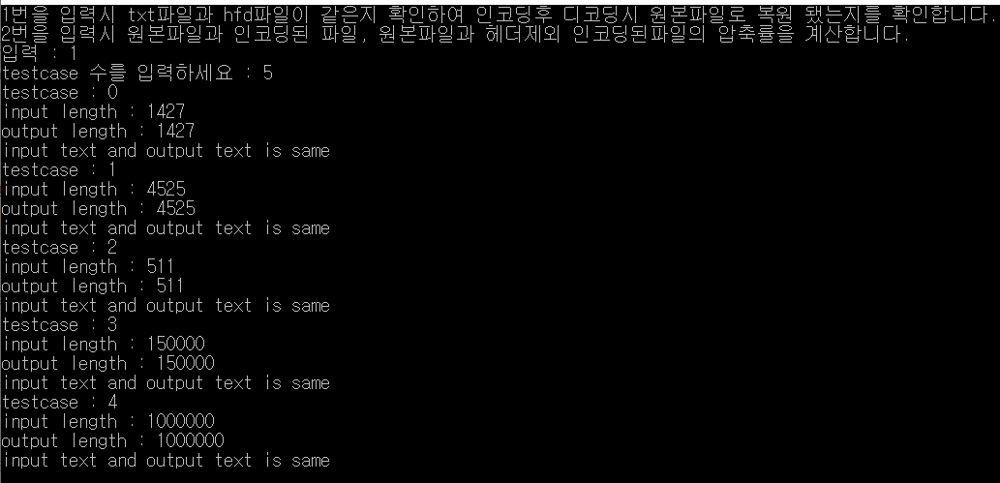 1번을 입력시 txt파일과 hfd파일이 같은지 확인하여 인코딩후 디코딩시 원본파일로 복원 됐는지를 확인합니다.
2번을 입력시 원본파일과 인코딩된 파일, 원본파일과 헤더제외 인코딩된파일의 압축률을 계산합니다.
입력 : 1
testcase 수를 입력하세요 : 5
testcase : 0
input length : 1427
output length : 1427
input text and output text is same
testcase : 1
input length : 4525
output length : 4525
input text and output text is same
testcase : 2
input length : 511
output length : 511
input text and output text is same
testcase : 3
input length : 150000
output length : 150000
input text and output text is same
testcase : 4
input length : 1000000
output length : 1000000
input text and output text is same